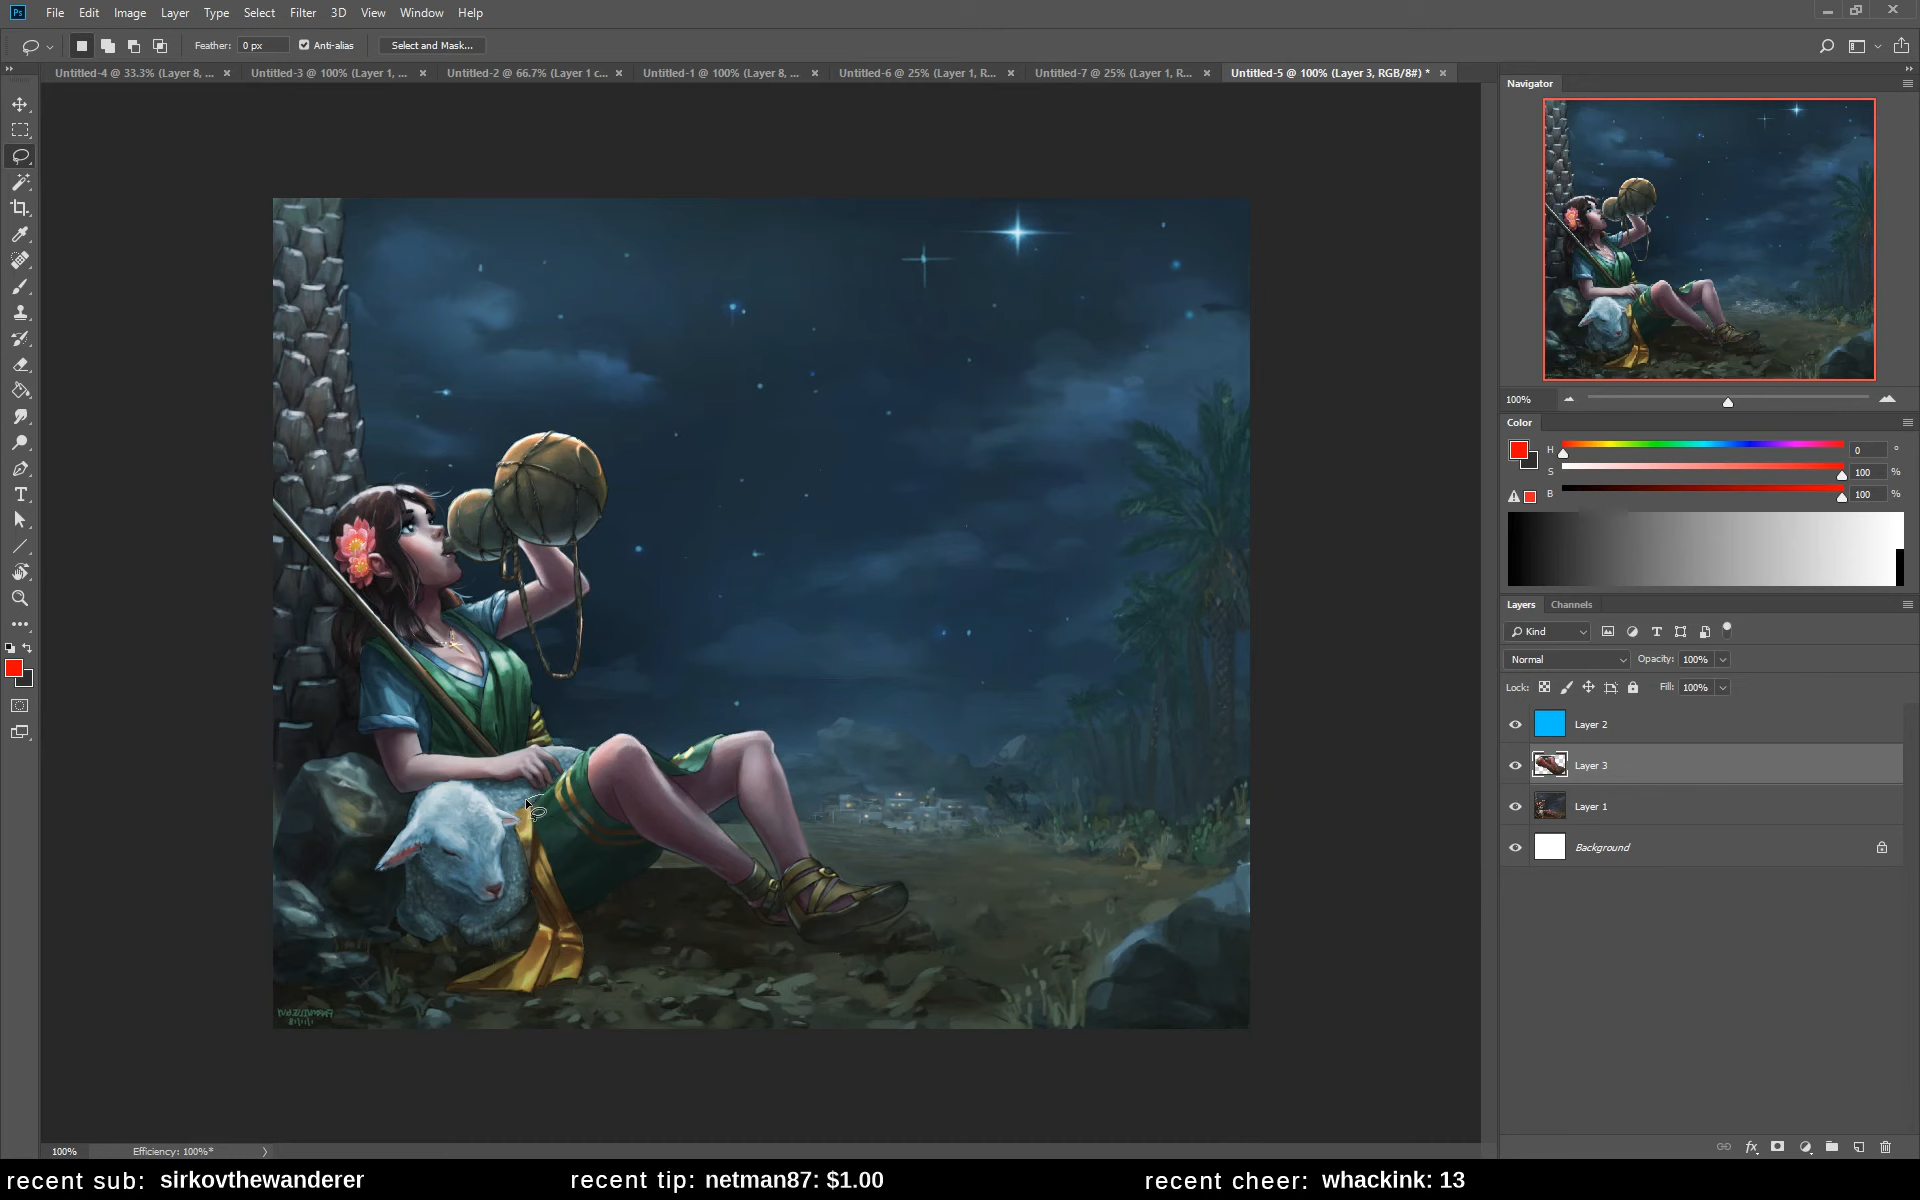 Ps File Edit Image Layer Type Select Filter 3D View Window Help
Feather: 0 px Anti-alias Select and Mask...
Untitled-4 @ 33.3% (Layer 8, ... Untitled-3 @ 100% (Layer 1, ... Untitled-2 @ 66.7% (Layer 1 c... Untitled-1 @ 100% (Layer 8, ... Untitled-6 @ 25% (Layer 1, R... Untitled-7 @ 25% (Layer 1, R... Untitled-5 @ 100% (Layer 3, RGB/8#) *
Navigator
100%
Color
H 0 °
S 100 %
B 100 %
Layers Channels
Kind
Normal Opacity: 100%
Lock: Fill: 100%
Layer 2
Layer 3
Layer 1
Background
100% Efficiency: 100%*
recent sub: sirkovthewanderer recent tip: netman87: $1.00 recent cheer: whackink: 13